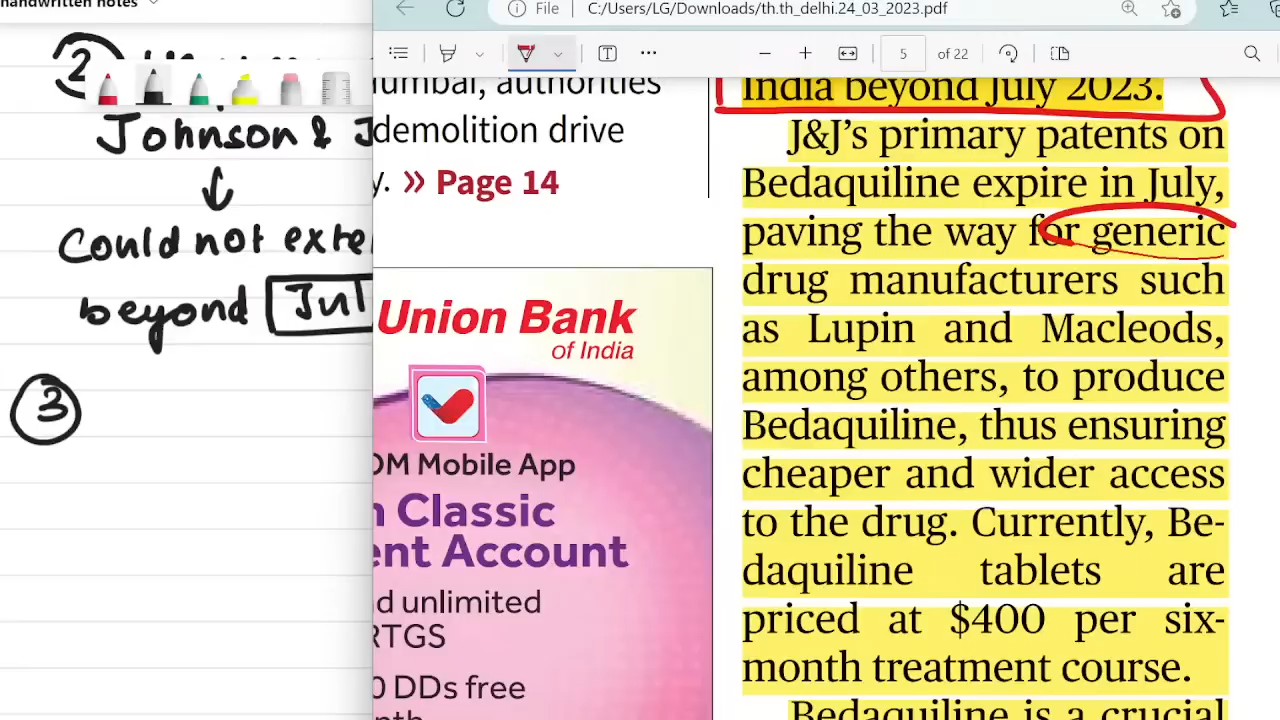 handwritten notes
2
Johnson & J
Could not exte
beyond Jul
3
File
C:/Users/LG/Downloads/th.th_delhi.24_03_2023.pdf
5
of 22
umbai, authorities
demolition drive
y. » Page 14
Union Bank
of India
OM Mobile App
Classic
ent Account
d unlimited
RTGS
0 DDs free
India beyond July 2023.
J&J’s primary patents on
Bedaquiline expire in July,
paving the way for generic
drug manufacturers such
as Lupin and Macleods,
among others, to produce
Bedaquiline, thus ensuring
cheaper and wider access
to the drug. Currently, Be-
daquiline tablets are
priced at $400 per six-
month treatment course.
Bedaquiline is a crucial